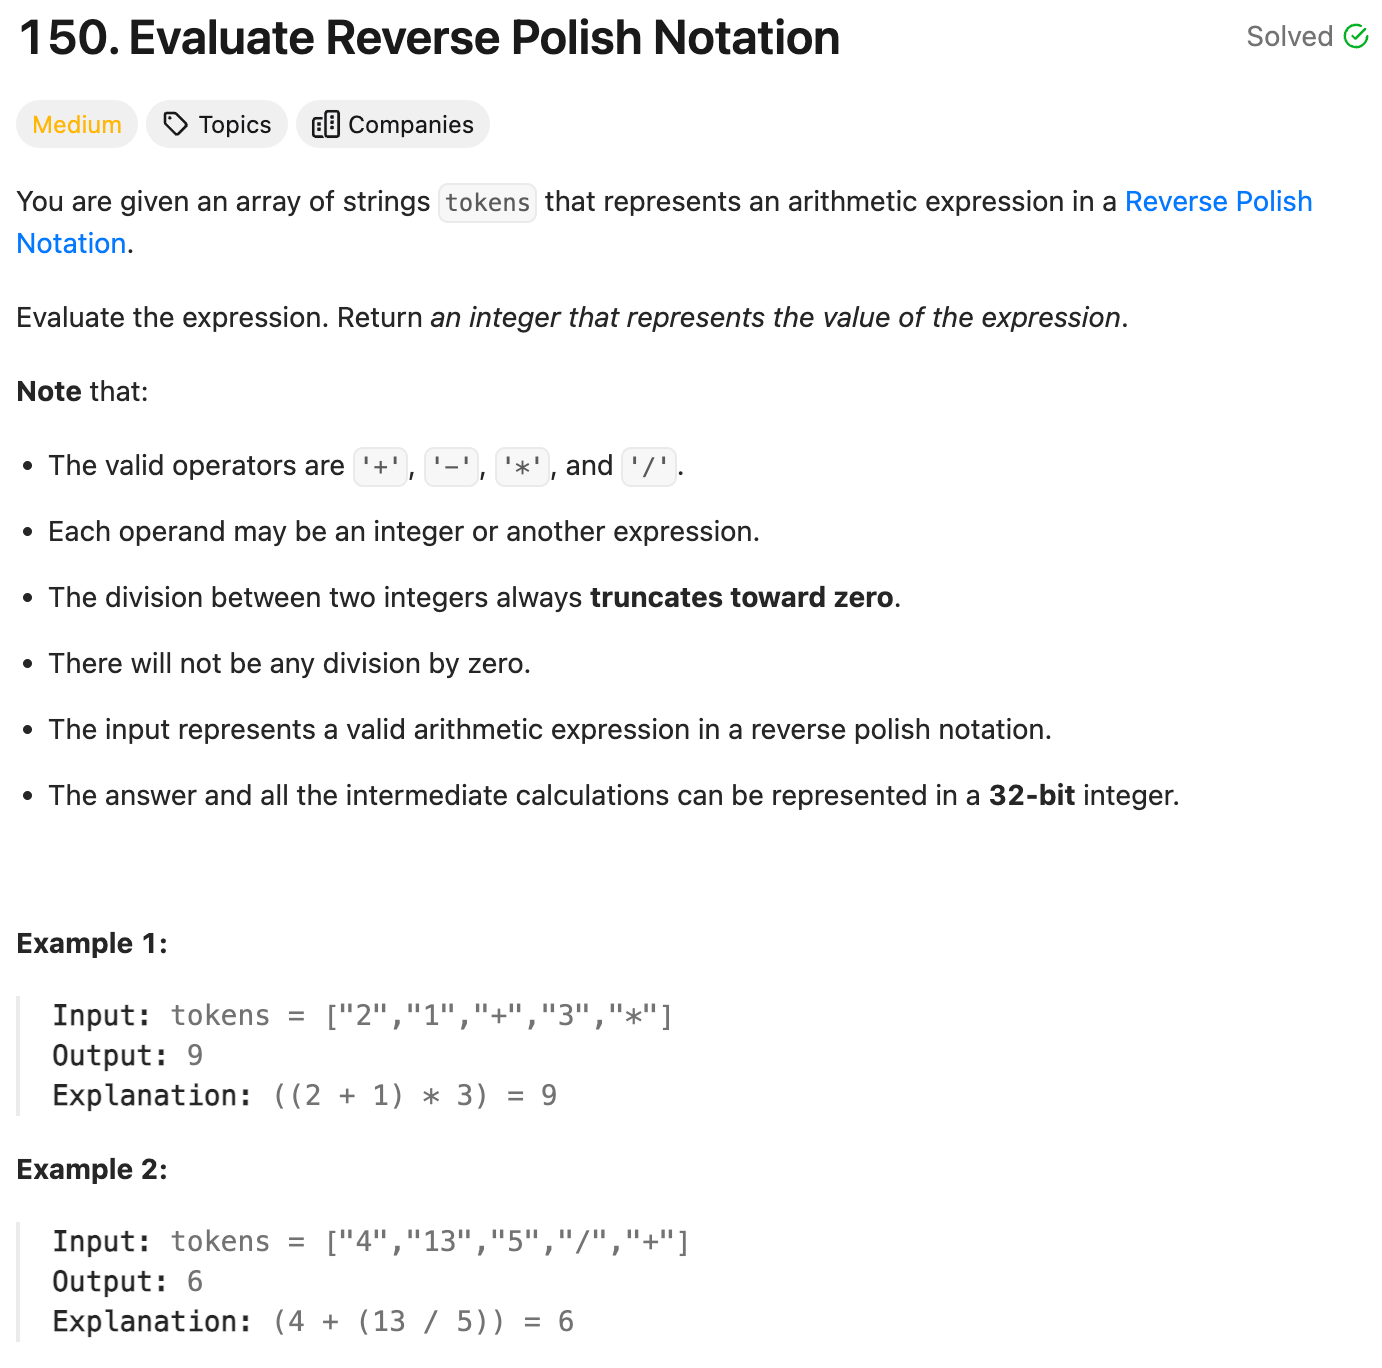 150. Evaluate Reverse Polish Notation
Solved
Medium
Topics
Companies
You are given an array of strings tokens that represents an arithmetic expression in a Reverse Polish
Notation.
Evaluate the expression. Return an integer that represents the value of the expression.
Note that:
• The valid operators are '+', '-', '*', and '/'.
• Each operand may be an integer or another expression.
• The division between two integers always truncates toward zero.
• There will not be any division by zero.
• The input represents a valid arithmetic expression in a reverse polish notation.
• The answer and all the intermediate calculations can be represented in a 32-bit integer.
Example 1:
Input: tokens = ["2","1","+","3","*"]
Output: 9
Explanation: ((2 + 1) * 3) = 9
Example 2:
Input: tokens = ["4","13","5","/","+"]
Output: 6
Explanation: (4 + (13 / 5)) = 6